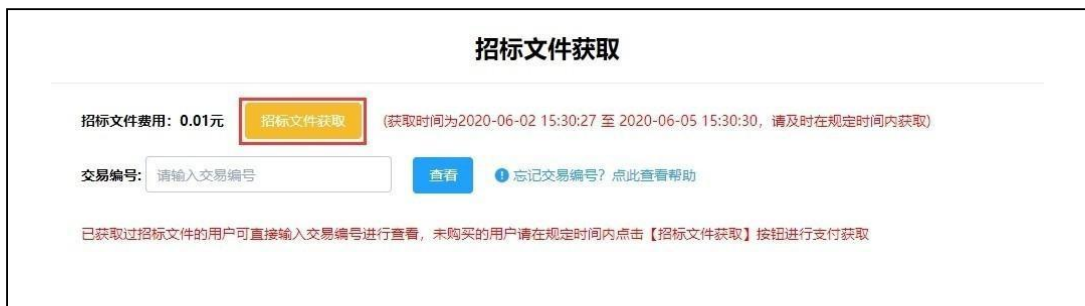 招标文件获取
招标文件费用：0.01元 招标文件获取 (获取时间为2020-06-02 15:30:27 至 2020-06-05 15:30:30，请及时在规定时间内获取)
交易编号: 请输入交易编号 查看 忘记交易编号？点此查看帮助
已获取过招标文件的用户可直接输入交易编号进行查看，未购买的用户请在规定时间内点击【招标文件获取】按钮进行支付获取